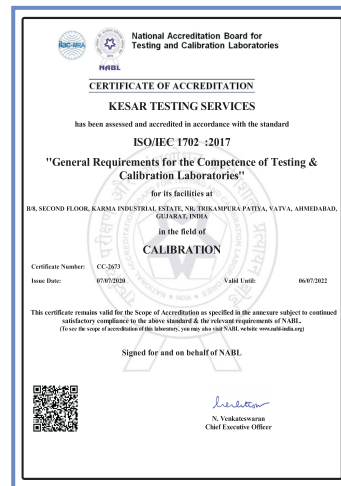 ilac-MRA
NABL
National Accreditation Board for
Testing and Calibration Laboratories
CERTIFICATE OF ACCREDITATION
KESAR TESTING SERVICES
has been assessed and accredited in accordance with the standard
ISO/IEC 1702 :2017
"General Requirements for the Competence of Testing &
Calibration Laboratories"
for its facilities at
B/8, SECOND FLOOR, KARMA INDUSTRIAL ESTATE, NR. TRIKAMPURA PATIYA, VATVA, AHMEDABAD,
GUJARAT, INDIA
in the field of
CALIBRATION
Certificate Number: CC-2673
Issue Date: 07/07/2020 Valid Until: 06/07/2022
This certificate remains valid for the Scope of Accreditation as specified in the annexure subject to continued
satisfactory compliance to the above standard & the relevant requirements of NABL.
(To see the scope of accreditation of this laboratory, you may also visit NABL website www.nabl-india.org)
Signed for and on behalf of NABL
N. Venkateswaran
Chief Executive Officer